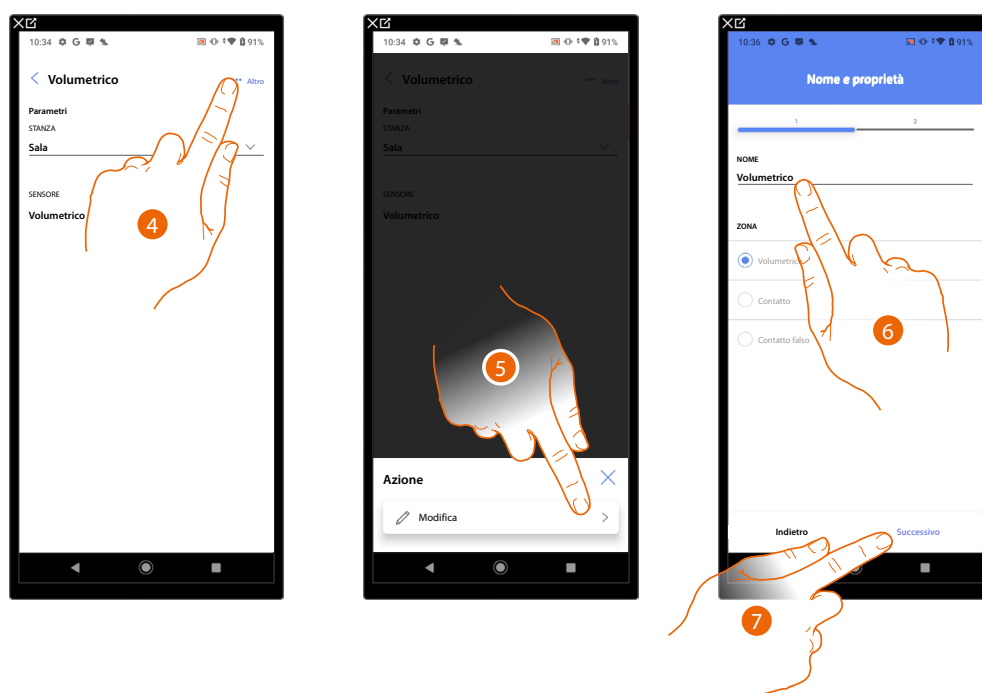 10:34 G 91%
Volumetrico
Altro
Parametri
STANZA
Sala
SENSORE
Volumetrico
4
10:34 G 91%
Volumetrico
Altro
Parametri
STANZA
Sala
SENSORE
Volumetrico
5
Azione
Modifica
10:36 G 91%
Nome e proprietà
1 2
NOME
Volumetrico
ZONA
Volumetrico
Contatto
Contatto falso
6
Indietro Successivo
7